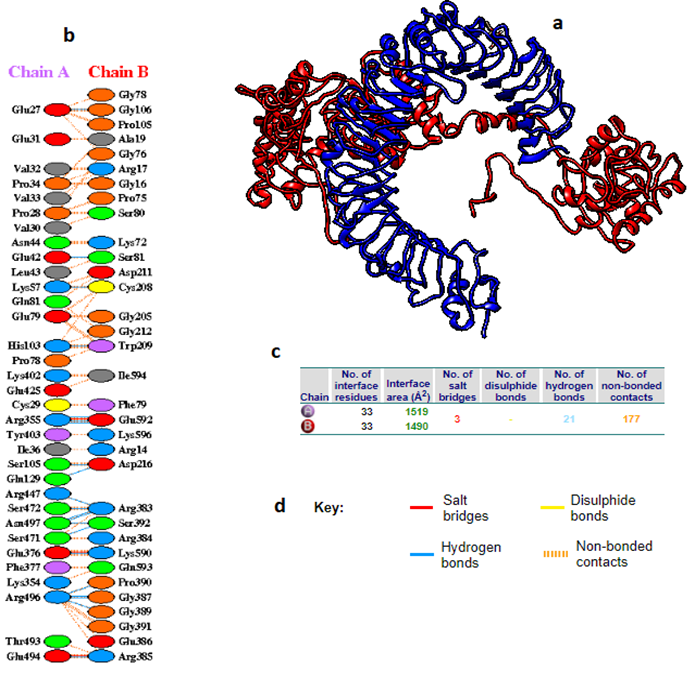 b
Chain A Chain B
Gly78
Glu27 Gly106
Pro105
Glu31 Ala19
Gly76
Val32 Arg17
Pro34 Gly16
Val33 Pro75
Pro28 Ser80
Val30
Asn44 Lys72
Glu42 Ser81
Leu43 Asp211
Lys57 Cys208
Gln81
Glu79 Gly205
Gly212
His103 Trp209
Pro78
Lys402 Ile594
Glu425
Cys29 Phe79
Arg355 Glu592
Tyr403 Lys596
Ile36 Arg14
Ser105 Asp216
Gln129
Arg447
Ser472 Arg383
Asn497 Ser392
Ser471 Arg384
Glu376 Lys590
Phe377 Gln593
Lys354 Pro390
Arg496 Gly387
Gly389
Gly391
Thr493 Glu386
Glu494 Arg385
a
c
Chain No. of interface residues Interface area (Å2) No. of salt bridges No. of disulphide bonds No. of hydrogen bonds No. of non-bonded contacts
A 33 1519
3 - 21 177
B 33 1490
d Key:
Salt bridges
Disulphide bonds
Hydrogen bonds
Non-bonded contacts